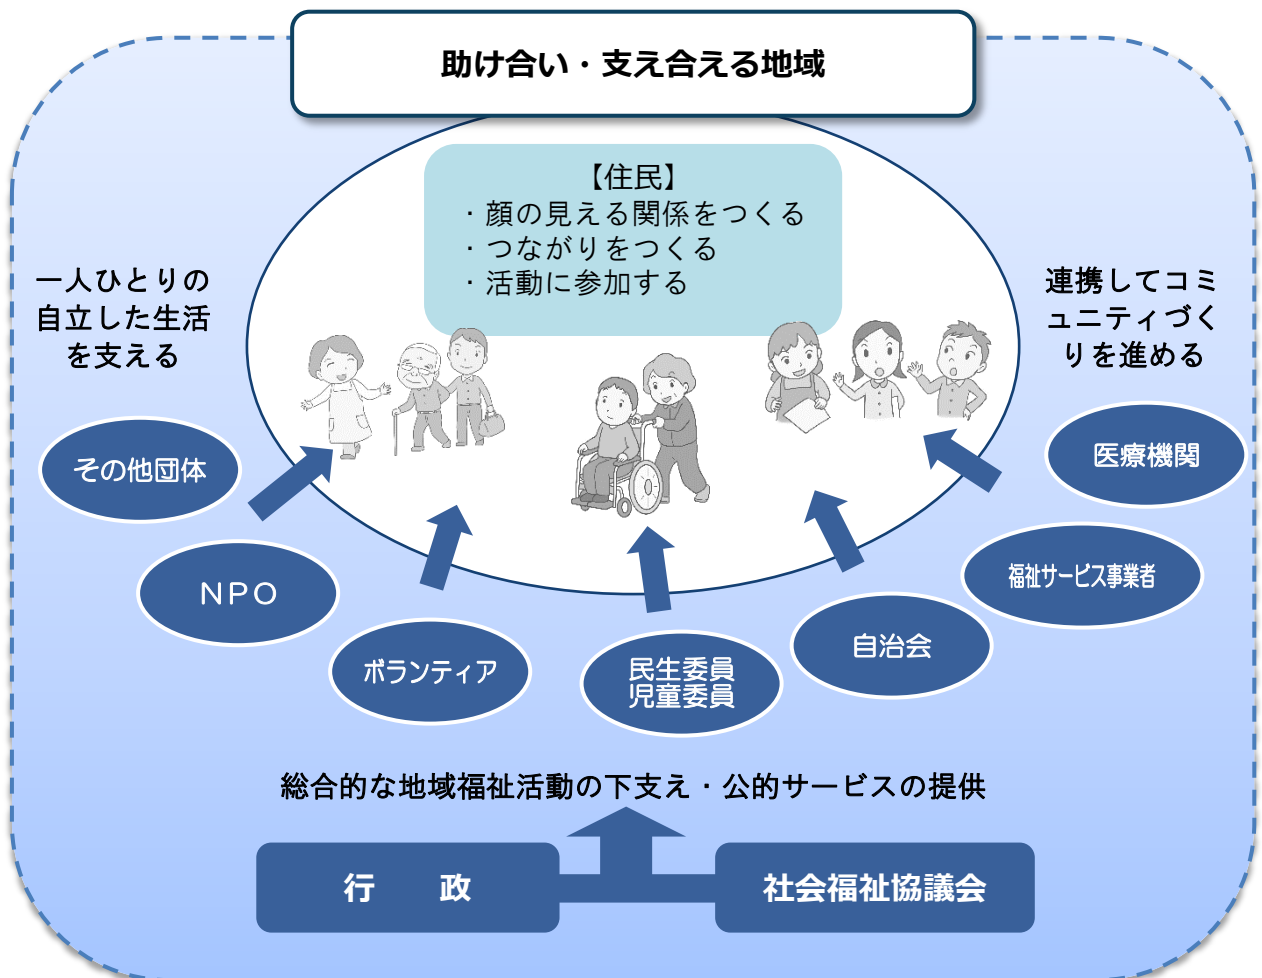 助け合い・支え合える地域
【住民】
・顔の見える関係をつくる
・つながりをつくる
・活動に参加する
一人ひとりの
自立した生活
を支える
連携してコミ
ュニティづく
りを進める
その他団体
ＮＰＯ
ボランティア
民生委員
児童委員
自治会
福祉サービス事業者
医療機関
総合的な地域福祉活動の下支え・公的サービスの提供
行　　政
社会福祉協議会